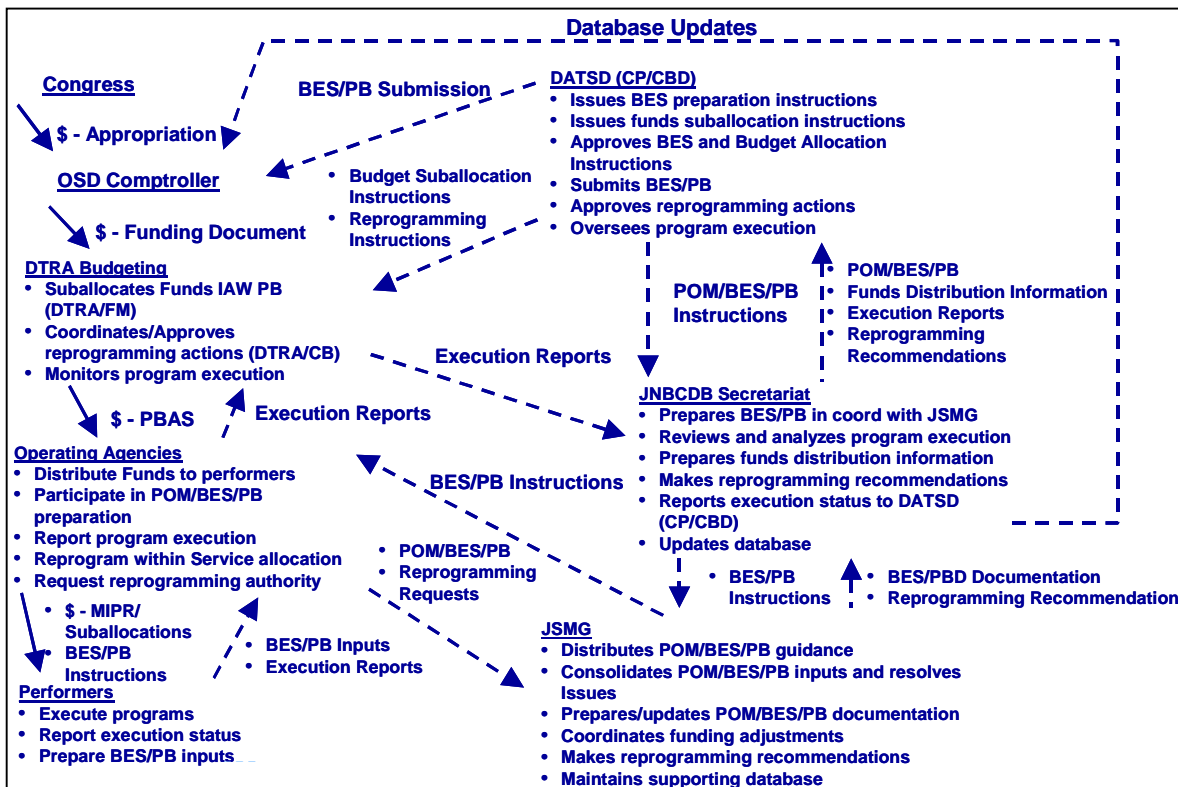 Database Updates
Congress
$ - Appropriation
OSD Comptroller
$ - Funding Document
BES/PB Submission
DATSD (CP/CBD)
• Issues BES preparation instructions
• Issues funds suballocation instructions
• Approves BES and Budget Allocation
Instructions
• Submits BES/PB
• Approves reprogramming actions
• Oversees program execution
• Budget Suballocation
Instructions
• Reprogramming
Instructions
DTRA Budgeting
• Suballocates Funds IAW PB
(DTRA/FM)
• Coordinates/Approves
reprogramming actions (DTRA/CB)
• Monitors program execution
POM/BES/PB
Instructions
• POM/BES/PB
• Funds Distribution Information
• Execution Reports
• Reprogramming
Recommendations
Execution Reports
$ - PBAS
Execution Reports
JNBCDB Secretariat
• Prepares BES/PB in coord with JSMG
• Reviews and analyzes program execution
• Prepares funds distribution information
• Makes reprogramming recommendations
• Reports execution status to DATSD
(CP/CBD)
• Updates database
Operating Agencies
• Distribute Funds to performers
• Participate in POM/BES/PB
preparation
• Report program execution
• Reprogram within Service allocation
• Request reprogramming authority
BES/PB Instructions
• POM/BES/PB
• Reprogramming
Requests
• BES/PB
Instructions
• BES/PBD Documentation
• Reprogramming Recommendation
• $ - MIPR/
Suballocations
• BES/PB
Instructions
• BES/PB Inputs
• Execution Reports
Performers
• Execute programs
• Report execution status
• Prepare BES/PB inputs
JSMG
• Distributes POM/BES/PB guidance
• Consolidates POM/BES/PB inputs and resolves
Issues
• Prepares/updates POM/BES/PB documentation
• Coordinates funding adjustments
• Makes reprogramming recommendations
• Maintains supporting database